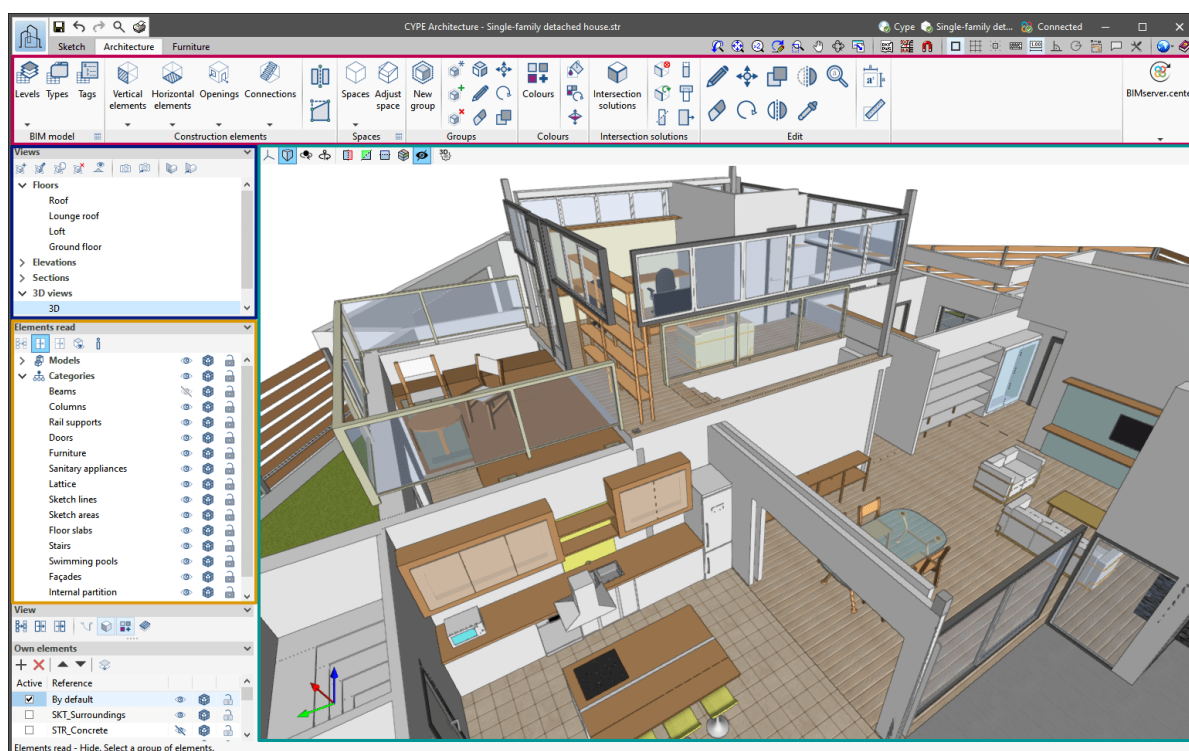 CYPE Architecture - Single-family detached house.str
Cype
Single-family det...
Connected
Sketch
Architecture
Furniture
Levels
Types
Tags
Vertical elements
Horizontal elements
Openings
Connections
Spaces
Adjust space
New group
Colours
Intersection solutions
BIMserver.cente
BIM model
Construction elements
Spaces
Groups
Colours
Intersection solutions
Edit
Views
Floors
Roof
Lounge roof
Loft
Ground floor
Elevations
Sections
3D views
3D
Elements read
Models
Categories
Beams
Columns
Rail supports
Doors
Furniture
Sanitary appliances
Lattice
Sketch lines
Sketch areas
Floor slabs
Stairs
Swimming pools
Façades
Internal partition
View
Own elements
Active Reference
By default
SKT_Surroundings
STR_Concrete
Elements read - Hide. Select a group of elements.